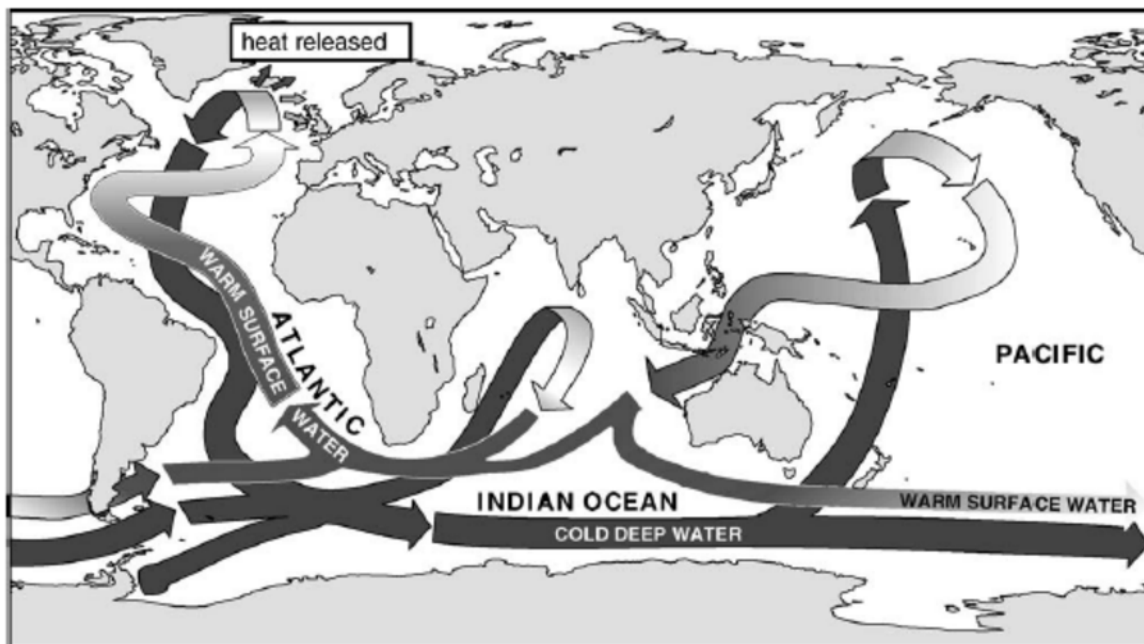 heat released
WARM SURFACE
WATER
ATLANTIC
PACIFIC
INDIAN OCEAN
WARM SURFACE WATER
COLD DEEP WATER